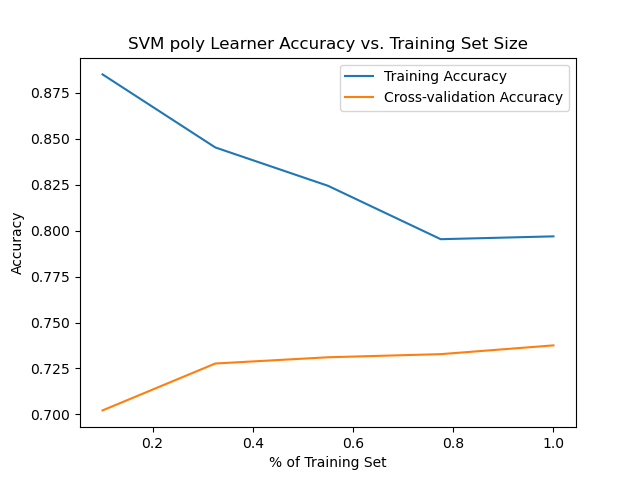 SVM poly Learner Accuracy vs. Training Set Size
Training Accuracy
Cross-validation Accuracy
Accuracy
0.875
0.850
0.825
0.800
0.775
0.750
0.725
0.700
0.2 0.4 0.6 0.8 1.0
% of Training Set